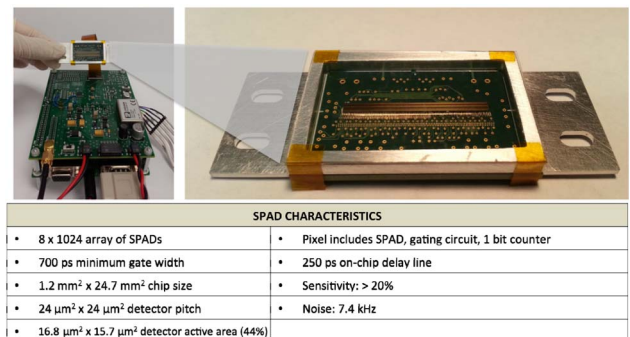 SPAD CHARACTERISTICS
• 8 x 1024 array of SPADs
• Pixel includes SPAD, gating circuit, 1 bit counter
• 700 ps minimum gate width
• 250 ps on-chip delay line
• 1.2 mm² x 24.7 mm² chip size
• Sensitivity: > 20%
• 24 µm² x 24 µm² detector pitch
• Noise: 7.4 kHz
• 16.8 µm² x 15.7 µm² detector active area (44%)